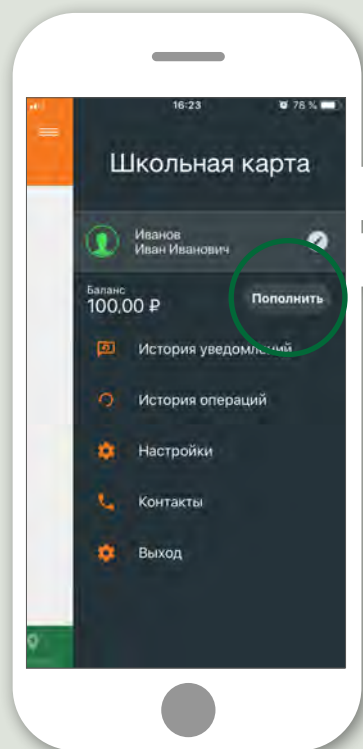 16:23
76 %
Школьная карта
Иванов
Иван Иванович
Баланс
100.00 ₽
Пополнить
История уведомлений
История операций
Настройки
Контакты
Выход